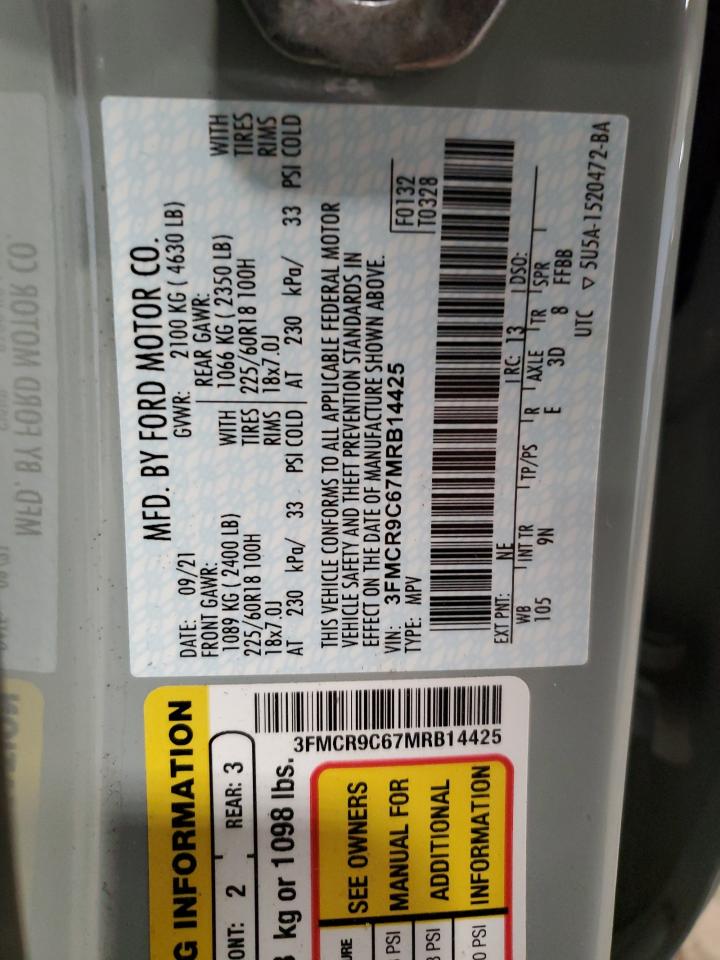 MFD. BY FORD MOTOR CO.
DATE: 09/21 GVWR: 2100 KG ( 4630 LB)
FRONT GAWR: REAR GAWR:
1089 KG ( 2400 LB) WITH 1066 KG ( 2350 LB) WITH
225/60R18 100H TIRES 225/60R18 100H TIRES
18x7.0J RIMS 18x7.0J RIMS
AT 230 kPa/ 33 PSI COLD AT 230 kPa/ 33 PSI COLD
THIS VEHICLE CONFORMS TO ALL APPLICABLE FEDERAL MOTOR
VEHICLE SAFETY AND THEFT PREVENTION STANDARDS IN
EFFECT ON THE DATE OF MANUFACTURE SHOWN ABOVE.
VIN: 3FMCR9C67MRB14425 F0132
TYPE: MPV T0328
EXT PNT: NE RC: 13 DSO:
WB INT TR TP/PS R AXLE TR SPR
105 9N E 3D 8 FFBB
UTC ▽ 5U5A-1520472-BA
G INFORMATION
ONT: 2 REAR: 3
3FMCR9C67MRB14425
kg or 1098 lbs.
SEE OWNERS
MANUAL FOR
ADDITIONAL
INFORMATION
URE
PSI
PSI
0 PSI
MFD. BY FORD MOTOR CO.